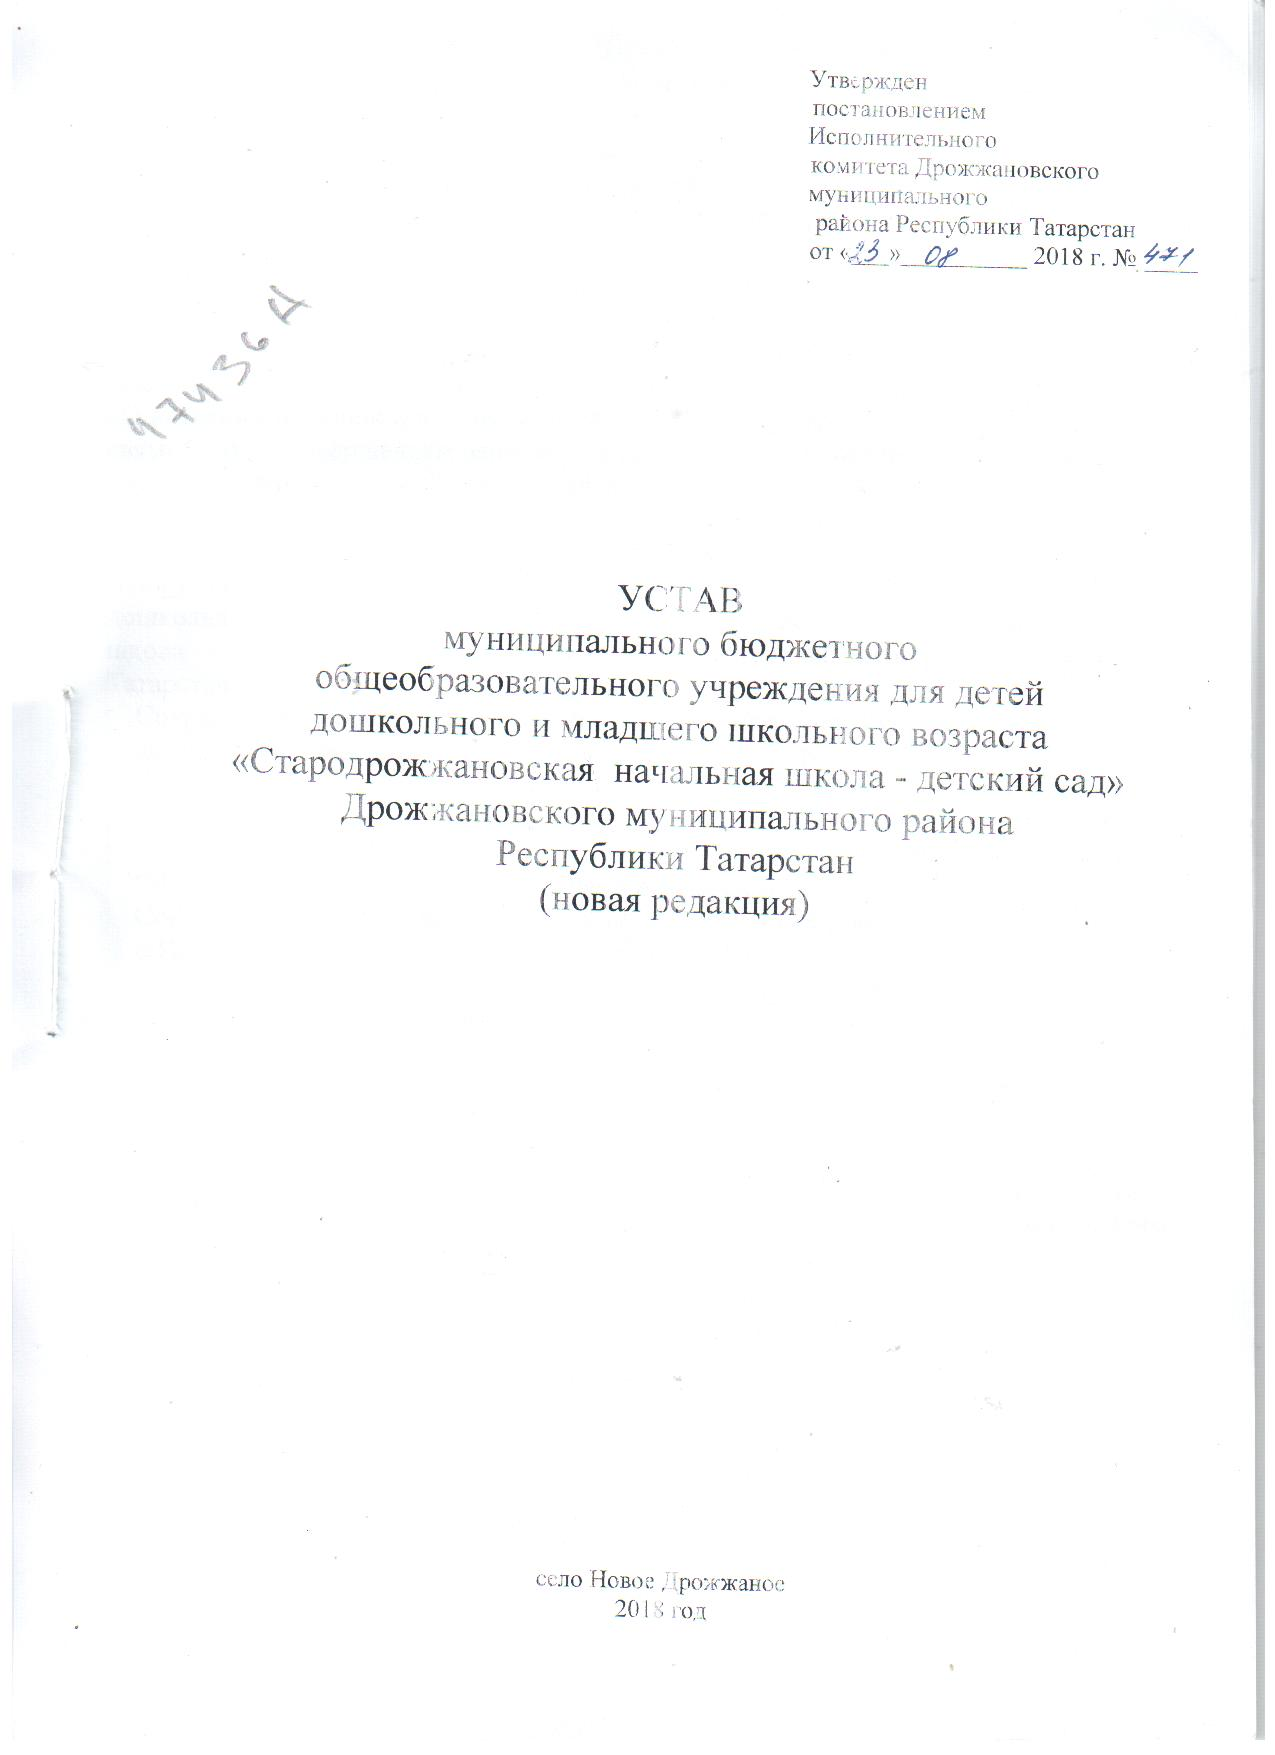 Утвержден
постановлением
Исполнительного
комитета Дрожжановского
муниципального
района Республики Татарстан
от «23» 08 2018 г. № 471
47436А
УСТАВ
муниципального бюджетного
общеобразовательного учреждения для детей
дошкольного и младшего школьного возраста
«Стародрожжановская начальная школа - детский сад»
Дрожжановского муниципального района
Республики Татарстан
(новая редакция)
село Новое Дрожжаное
2018 год